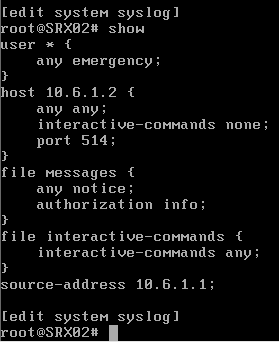 [edit system syslog]
root@SRX02# show
user * {
    any emergency;
}
host 10.6.1.2 {
    any any;
    interactive-commands none;
    port 514;
}
file messages {
    any notice;
    authorization info;
}
file interactive-commands {
    interactive-commands any;
}
source-address 10.6.1.1;

[edit system syslog]
root@SRX02#